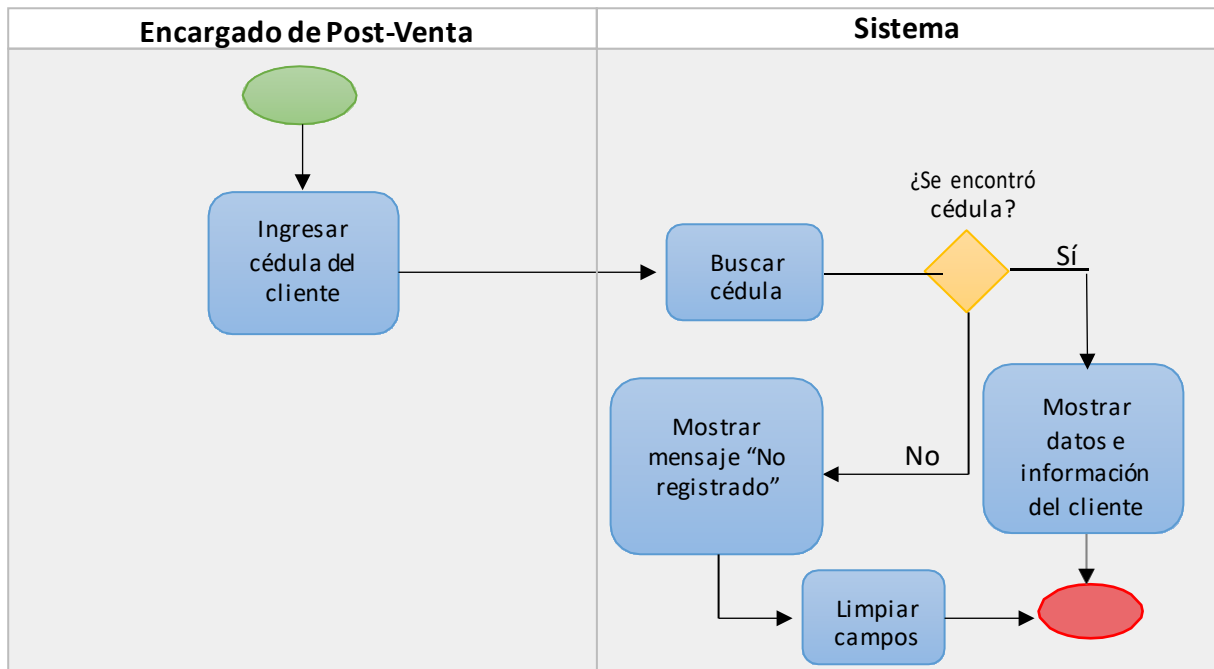 Encargado de Post-Venta
Sistema
Ingresar
cédula del
cliente
Buscar
cédula
¿Se encontró
cédula?
Sí
No
Mostrar
mensaje “No
registrado”
Mostrar
datos e
información
del cliente
Limpiar
campos